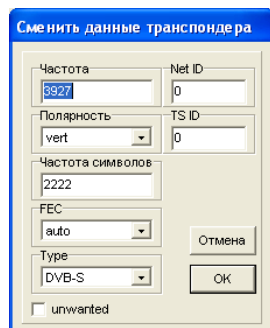 Сменить данные транспондера
Частота
Net ID
3927
0
Полярность
TS ID
vert
0
Частота символов
2222
FEC
auto
Отмена
Type
DVB-S
OK
unwanted